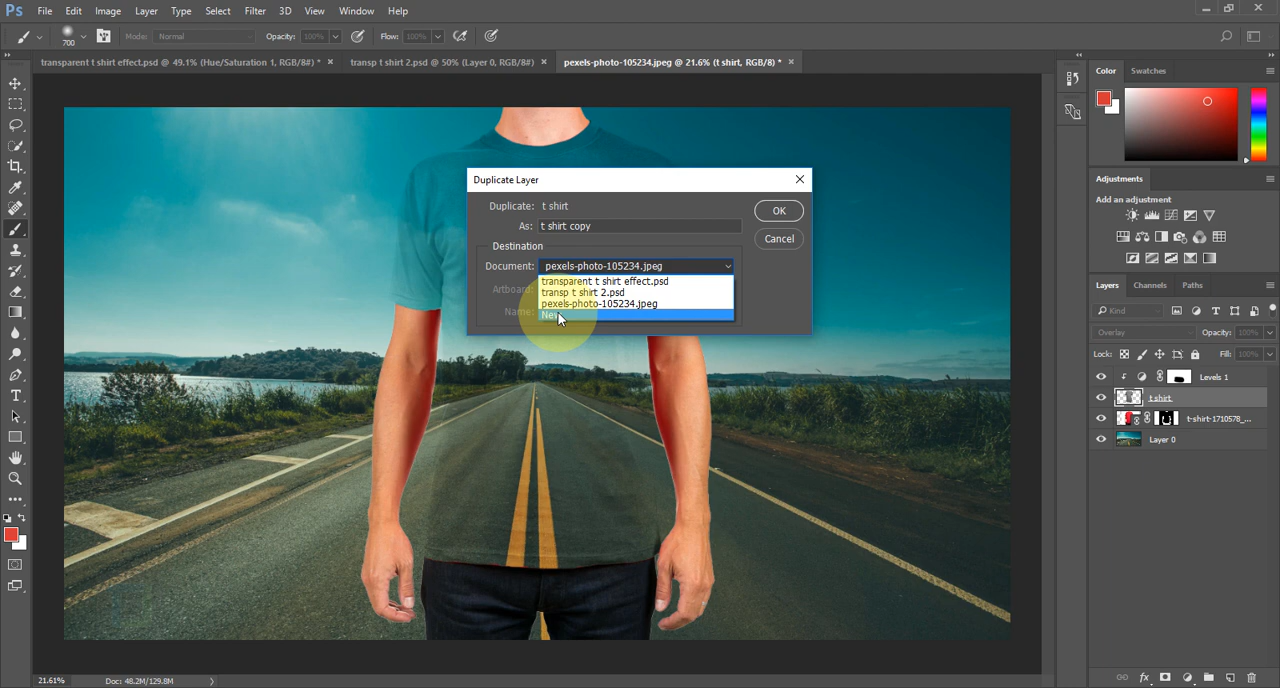 Ps File Edit Image Layer Type Select Filter 3D View Window Help
700 Mode: Normal Opacity: 100% Flow: 100%
transparent t shirt effect.psd @ 49.1% (Hue/Saturation 1, RGB/8#) * × transp t shirt 2.psd @ 50% (Layer 0, RGB/8#) × pexels-photo-105234.jpeg @ 21.6% (t shirt, RGB/8) * ×
Color Swatches
Duplicate Layer
Duplicate: t shirt
As: t shirt copy
OK
Cancel
Destination
Document: pexels-photo-105234.jpeg
transparent t shirt effect.psd
transp t shirt 2.psd
pexels-photo-105234.jpeg
New
Artboard:
Name:
Adjustments
Add an adjustment
Layers Channels Paths
Kind
Overlay Opacity: 100%
Lock: Fill: 100%
Levels 1
t shirt
t-shirt-1710578_...
Layer 0
21.61% Doc: 48.2M/129.8M